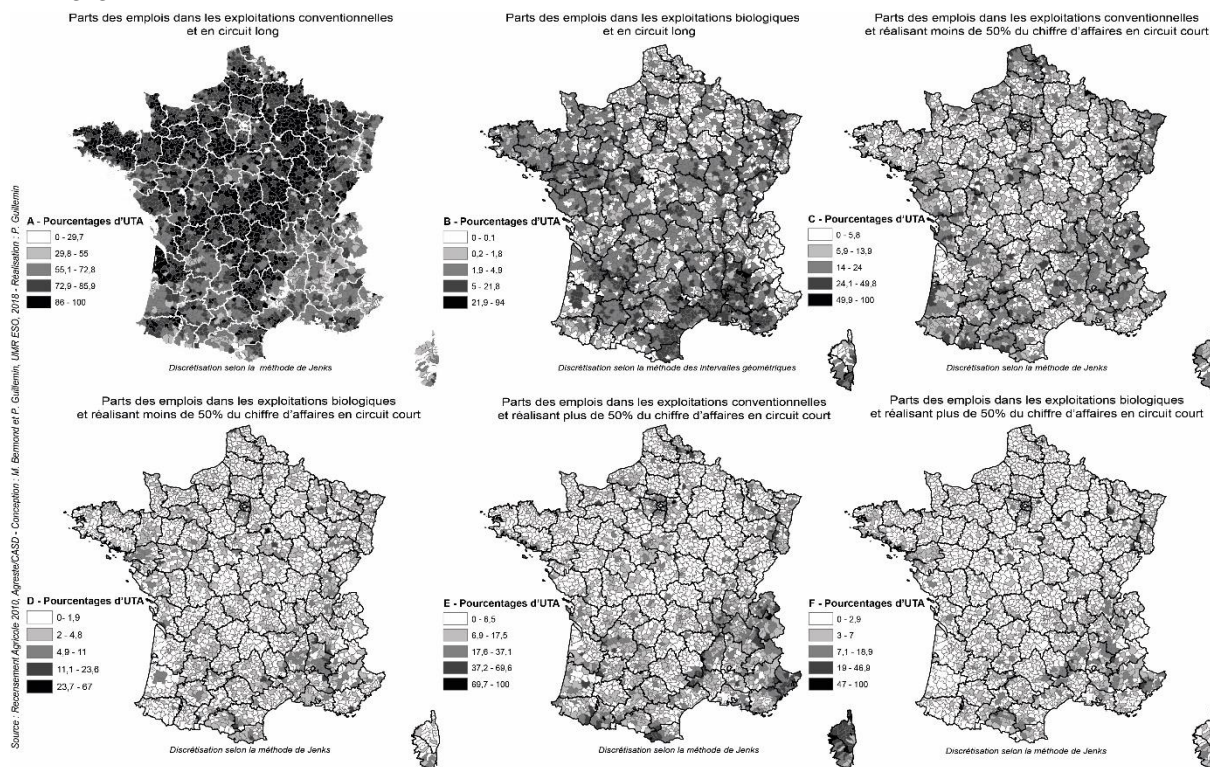 Parts des emplois dans les exploitations conventionnelles
et en circuit long
Parts des emplois dans les exploitations biologiques
et en circuit long
Parts des emplois dans les exploitations conventionnelles
et réalisant moins de 50% du chiffre d'affaires en circuit court
A - Pourcentages d'UTA
0 - 29,7
29,8 - 55
55,1 - 72,8
72,9 - 85,9
86 - 100
Discrétisation selon la méthode de Jenks
B - Pourcentages d'UTA
0 - 0,1
0,2 - 1,8
1,9 - 4,9
5 - 21,8
21,9 - 94
Discrétisation selon la méthode des intervalles géométriques
C - Pourcentages d'UTA
0 - 5,8
5,9 - 13,9
14 - 24
24,1 - 49,8
49,9 - 100
Discrétisation selon la méthode de Jenks
Parts des emplois dans les exploitations biologiques
et réalisant moins de 50% du chiffre d'affaires en circuit court
Parts des emplois dans les exploitations conventionnelles
et réalisant plus de 50% du chiffre d'affaires en circuit court
Parts des emplois dans les exploitations biologiques
et réalisant plus de 50% du chiffre d'affaires en circuit court
D - Pourcentages d'UTA
0 - 1,9
2 - 4,8
4,9 - 11
11,1 - 23,6
23,7 - 67
Discrétisation selon la méthode de Jenks
E - Pourcentages d'UTA
0 - 6,5
6,9 - 17,5
17,6 - 37,1
37,2 - 69,6
69,7 - 100
Discrétisation selon la méthode de Jenks
F - Pourcentages d'UTA
0 - 2,9
3 - 7
7,1 - 18,9
19 - 46,9
47 - 100
Discrétisation selon la méthode de Jenks
Source : Recensement Agricole 2010, Agreste/CASD - Conception : M. Bermond et P. Guillemin, UMR ESO, 2018 - Réalisation : P. Guillemin